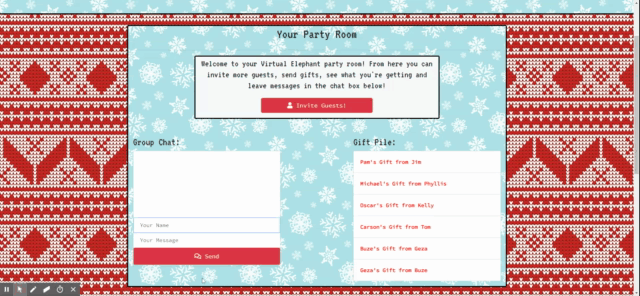 Your Party Room
Welcome to your Virtual Elephant party room! From here you can
invite more guests, send gifts, see what you're getting and
leave messages in the chat box below!
Invite Guests!
Group Chat:
Your Name
Your Message
Send
Gift Pile:
Pam's Gift from Jim
Michael's Gift from Phyllis
Oscar's Gift from Kelly
Carson's Gift from Tom
Buze's Gift from Geza
Geza's Gift from Buze